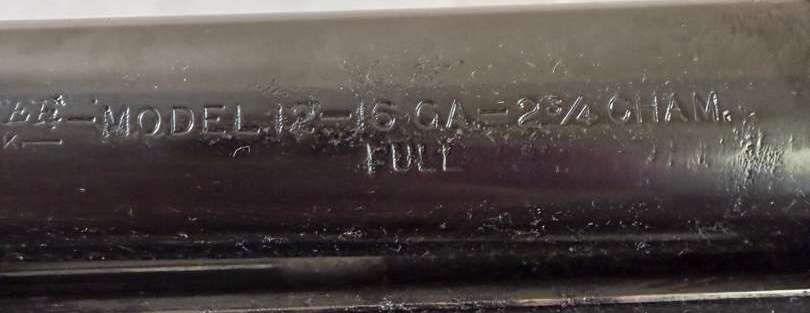 -MODEL 12-16 GA.-2¾ CHAM.
FULL